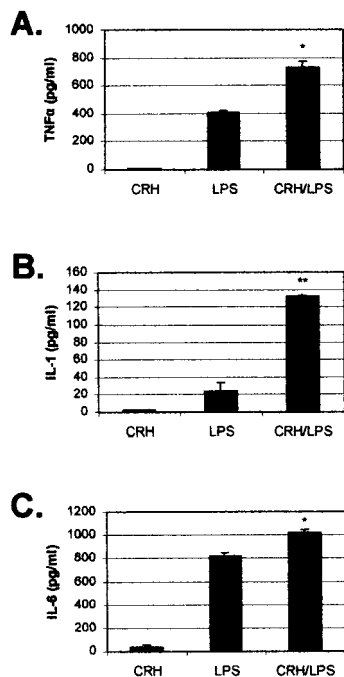 A.
TNFα (pg/ml)
1000
800
600
400
200
0
*
CRH LPS CRH/LPS
B.
IL-1 (pg/ml)
160
140
120
100
80
60
40
20
0
**
CRH LPS CRH/LPS
C.
IL-6 (pg/ml)
1200
1000
800
600
400
200
0
*
CRH LPS CRH/LPS